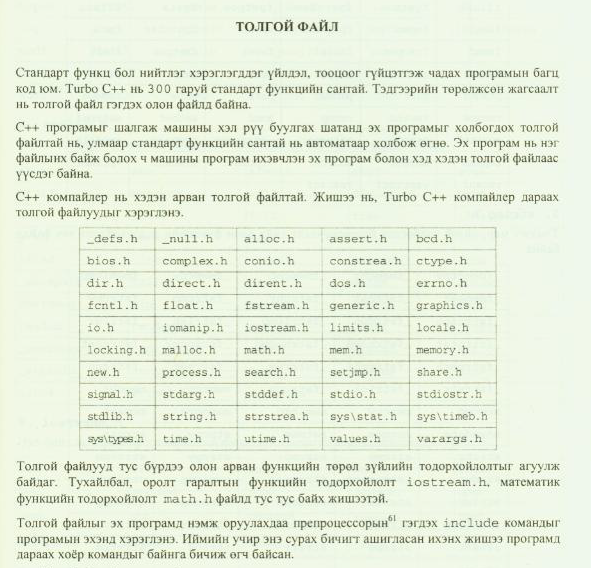 ТОЛГОЙ ФАЙЛ
Стандарт функц бол нийтлэг хэрэглэгддэг үйлдэл, тооцоог гүйцэтгэж чадах програмын багц
код юм. Turbo C++ нь 300 гаруй стандарт функцийн сантай. Тэдгээрийн төрөлжсөн жагсаалт
нь толгой файл гэгдэх олон файлд байна.
C++ програмыг шалгаж машины хэл рүү буулгах шатанд эх програмыг холбогдох толгой
файлтай нь, улмаар стандарт функцийн сантай нь автоматаар холбож өгнө. Эх програм нь нэг
файлынх байж болох ч машины програм ихэвчлэн эх програм болон хэд хэдэн толгой файлаас
үүсдэг байна.
C++ компайлер нь хэдэн арван толгой файлтай. Жишээ нь, Turbo C++ компайлер дараах
толгой файлуудыг хэрэглэнэ.
_defs.h _null.h alloc.h assert.h bcd.h
bios.h complex.h conio.h constrea.h ctype.h
dir.h direct.h dirent.h dos.h errno.h
fcntl.h float.h fstream.h generic.h graphics.h
io.h iomanip.h iostream.h limits.h locale.h
locking.h malloc.h math.h mem.h memory.h
new.h process.h search.h setjmp.h share.h
signal.h stdarg.h stddef.h stdio.h stdiostr.h
stdlib.h string.h strstrea.h sys\stat.h sys\timeb.h
sys\types.h time.h utime.h values.h varargs.h
Толгой файлууд тус бүрдээ олон арван функцийн төрөл зүйлийн тодорхойлолтыг агуулж
байдаг. Тухайлбал, оролт гаралтын функцийн тодорхойлолт iostream.h, математик
функцийн тодорхойлолт math.h файлд тус тус байх жишээтэй.
Толгой файлыг эх програмд нэмж оруулахдаа препроцессорын⁶¹ гэгдэх include командыг
програмын эхэнд хэрэглэнэ. Иймийн учир энэ сурах бичигт ашигласан ихэнх жишээ програмд
дараах хоёр командыг байнга бичиж өгч байсан.